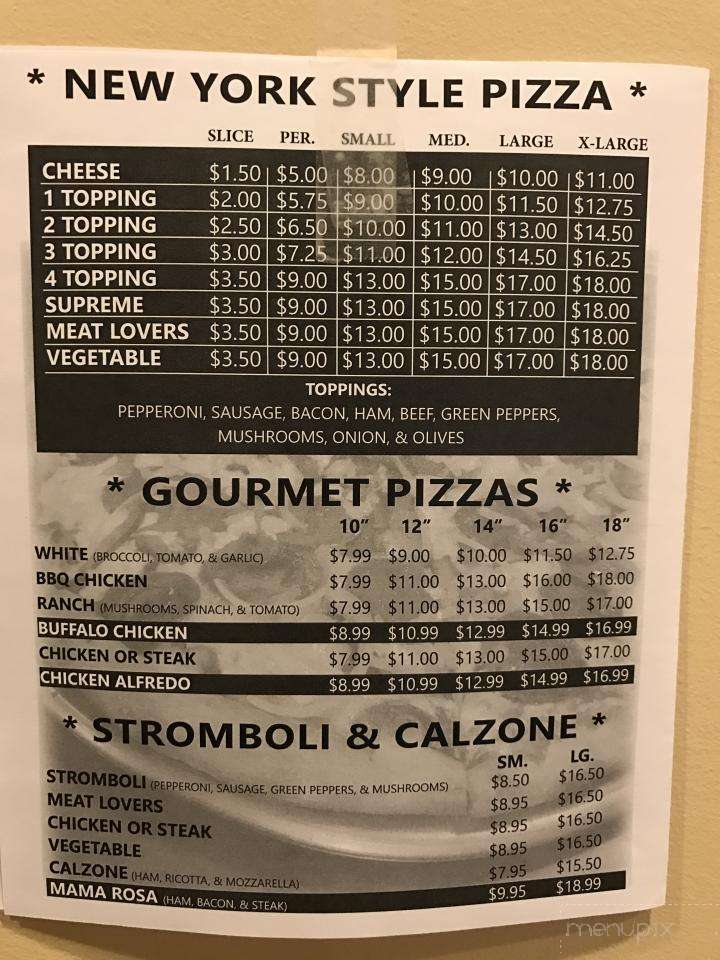 * NEW YORK STYLE PIZZA *
SLICE PER. SMALL MED. LARGE X-LARGE
CHEESE $1.50 $5.00 $8.00 $9.00 $10.00 $11.00
1 TOPPING $2.00 $5.75 $9.00 $10.00 $11.50 $12.75
2 TOPPING $2.50 $6.50 $10.00 $11.00 $13.00 $14.50
3 TOPPING $3.00 $7.25 $11.00 $12.00 $14.50 $16.25
4 TOPPING $3.50 $9.00 $13.00 $15.00 $17.00 $18.00
SUPREME $3.50 $9.00 $13.00 $15.00 $17.00 $18.00
MEAT LOVERS $3.50 $9.00 $13.00 $15.00 $17.00 $18.00
VEGETABLE $3.50 $9.00 $13.00 $15.00 $17.00 $18.00
TOPPINGS:
PEPPERONI, SAUSAGE, BACON, HAM, BEEF, GREEN PEPPERS,
MUSHROOMS, ONION, & OLIVES
* GOURMET PIZZAS *
10" 12" 14" 16" 18"
WHITE (BROCCOLI, TOMATO, & GARLIC) $7.99 $9.00 $10.00 $11.50 $12.75
BBQ CHICKEN $7.99 $11.00 $13.00 $16.00 $18.00
RANCH (MUSHROOMS, SPINACH, & TOMATO) $7.99 $11.00 $13.00 $15.00 $17.00
BUFFALO CHICKEN $8.99 $10.99 $12.99 $14.99 $16.99
CHICKEN OR STEAK $7.99 $11.00 $13.00 $15.00 $17.00
CHICKEN ALFREDO $8.99 $10.99 $12.99 $14.99 $16.99
* STROMBOLI & CALZONE *
SM. LG.
STROMBOLI (PEPPERONI, SAUSAGE, GREEN PEPPERS, & MUSHROOMS) $8.50 $16.50
MEAT LOVERS $8.95 $16.50
CHICKEN OR STEAK $8.95 $16.50
VEGETABLE $8.95 $16.50
CALZONE (HAM, RICOTTA, & MOZZARELLA) $7.95 $15.50
MAMA ROSA (HAM, BACON, & STEAK) $9.95 $18.99
menupix